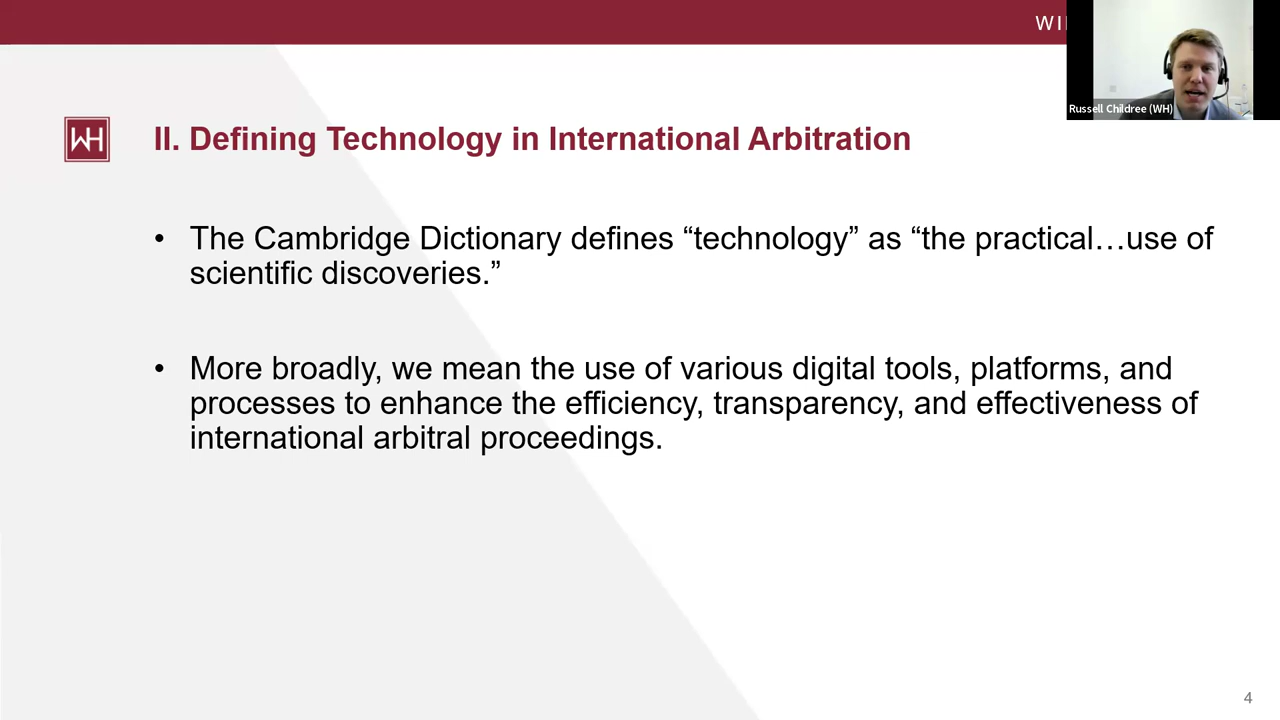 WI
Russell Childree (WH)
WH
II. Defining Technology in International Arbitration
• The Cambridge Dictionary defines “technology” as “the practical…use of
scientific discoveries.”
• More broadly, we mean the use of various digital tools, platforms, and
processes to enhance the efficiency, transparency, and effectiveness of
international arbitral proceedings.
4